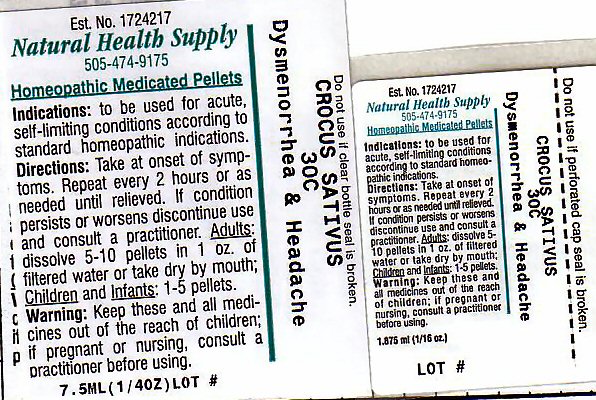 Est. No. 1724217
Natural Health Supply
505-474-9175
Homeopathic Medicated Pellets
Indications: to be used for acute,
self-limiting conditions according to
standard homeopathic indications.
Directions: Take at onset of symp-
toms. Repeat every 2 hours or as
needed until relieved. If condition
persists or worsens discontinue use
and consult a practitioner. Adults:
dissolve 5-10 pellets in 1 oz. of
filtered water or take dry by mouth;
Children and Infants: 1-5 pellets.
Warning: Keep these and all medi-
cines out of the reach of children;
if pregnant or nursing, consult a
practitioner before using.
7.5ML(1/4OZ)LOT #
Do not use if clear bottle seal is broken.
CROCUS SATIVUS
30C
Dysmenorrhea & Headache
Est. No. 1724217
Natural Health Supply
505-474-9175
Homeopathic Medicated Pellets
Indications: to be used for
acute, self-limiting conditions
according to standard homeo-
pathic indications.
Directions: Take at onset of
symptoms. Repeat every 2
hours or as needed until relieved.
If condition persists or worsens
discontinue use and consult a
practitioner. Adults: dissolve 5-
10 pellets in 1 oz. of filtered
water or take dry by mouth;
Children and Infants: 1-5 pellets.
Warning: Keep these and
all medicines out of the reach
of children; if pregnant or
nursing, consult a practitioner
before using.
1.875 ml (1/16 oz.)
LOT #
Do not use if perforated cap seal is broken.
CROCUS SATIVUS
30C
Dysmenorrhea & Headache